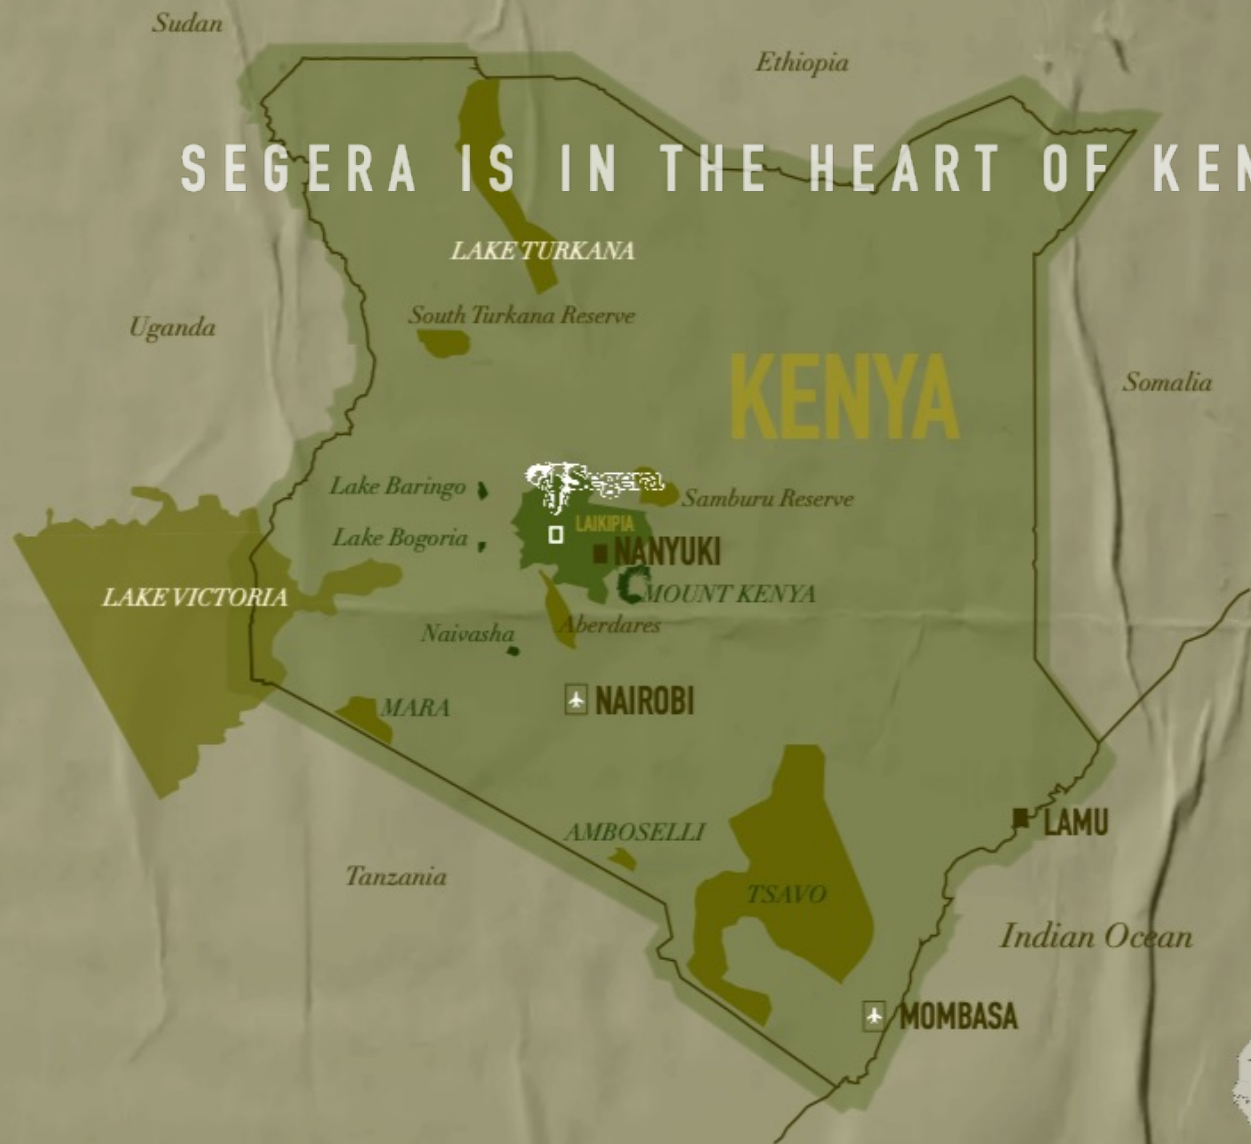 Sudan
Ethiopia
SEGERA IS IN THE HEART OF KEN
LAKE TURKANA
South Turkana Reserve
Uganda
KENYA
Somalia
Segera
Lake Baringo
Samburu Reserve
LAIKIPIA
Lake Bogoria
NANYUKI
LAKE VICTORIA
MOUNT KENYA
Aberdares
Naivasha
NAIROBI
MARA
LAMU
AMBOSELLI
Tanzania
TSAVO
Indian Ocean
MOMBASA